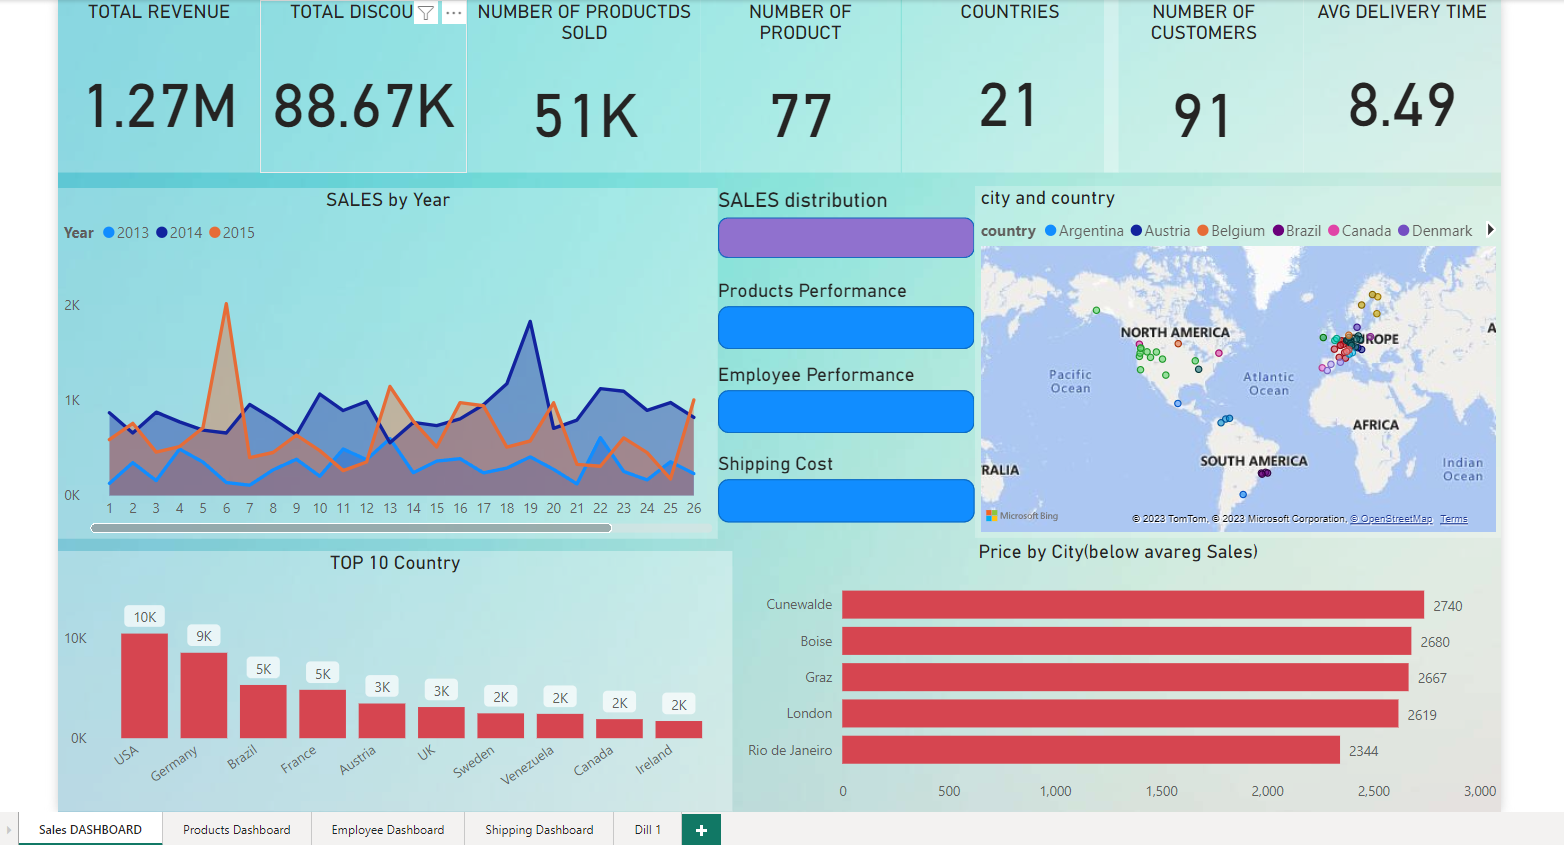 TOTAL REVENUE
1.27M
TOTAL DISCOU
88.67K
NUMBER OF PRODUCTDS
SOLD
51K
NUMBER OF
PRODUCT
77
COUNTRIES
21
NUMBER OF
CUSTOMERS
91
AVG DELIVERY TIME
8.49
SALES by Year
Year 2013 2014 2015
2K
1K
0K
1 2 3 4 5 6 7 8 9 10 11 12 13 14 15 16 17 18 19 20 21 22 23 24 25 26
SALES distribution
Products Performance
Employee Performance
Shipping Cost
city and country
country Argentina Austria Belgium Brazil Canada Denmark
NORTH AMERICA
Pacific
Ocean
Atlantic
Ocean
UROPE
A
AFRICA
SOUTH AMERICA
RALIA
Indian
Ocean
Microsoft Bing
© 2023 TomTom, © 2023 Microsoft Corporation, © OpenStreetMap Terms
TOP 10 Country
10K
0K
10K 9K 5K 5K 3K 3K 2K 2K 2K 2K
USA Germany Brazil France Austria UK Sweden Venezuela Canada Ireland
Price by City(below avareg Sales)
Cunewalde 2740
Boise 2680
Graz 2667
London 2619
Rio de Janeiro 2344
0 500 1,000 1,500 2,000 2,500 3,000
Sales DASHBOARD Products Dashboard Employee Dashboard Shipping Dashboard Dill 1